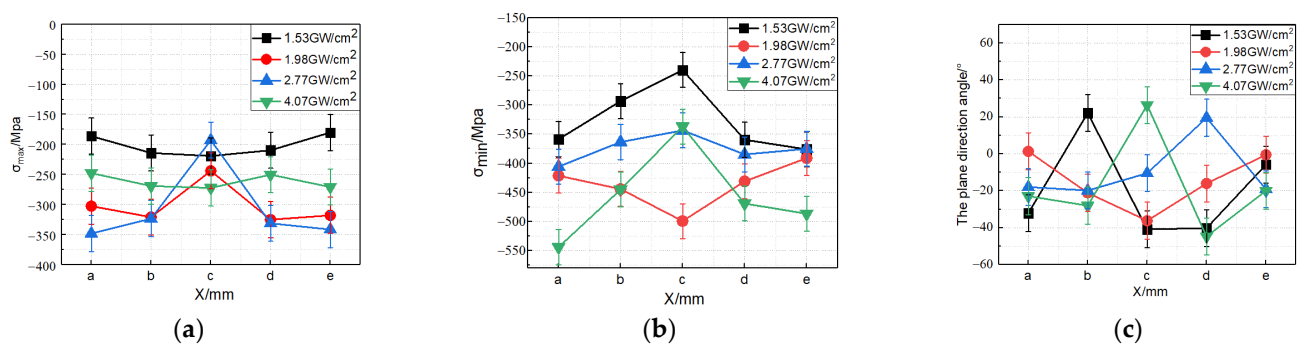 0
−50
−100
−150
−200
−250
−300
−350
−400
σmax/Mpa
1.53GW/cm²
1.98GW/cm²
2.77GW/cm²
4.07GW/cm²
a b c d e
X/mm
(a)
−150
−200
−250
−300
−350
−400
−450
−500
−550
σmin/Mpa
1.53GW/cm²
1.98GW/cm²
2.77GW/cm²
4.07GW/cm²
a b c d e
X/mm
(b)
60
40
20
0
−20
−40
−60
The plane direction angle/°
1.53GW/cm²
1.98GW/cm²
2.77GW/cm²
4.07GW/cm²
a b c d e
X/mm
(c)